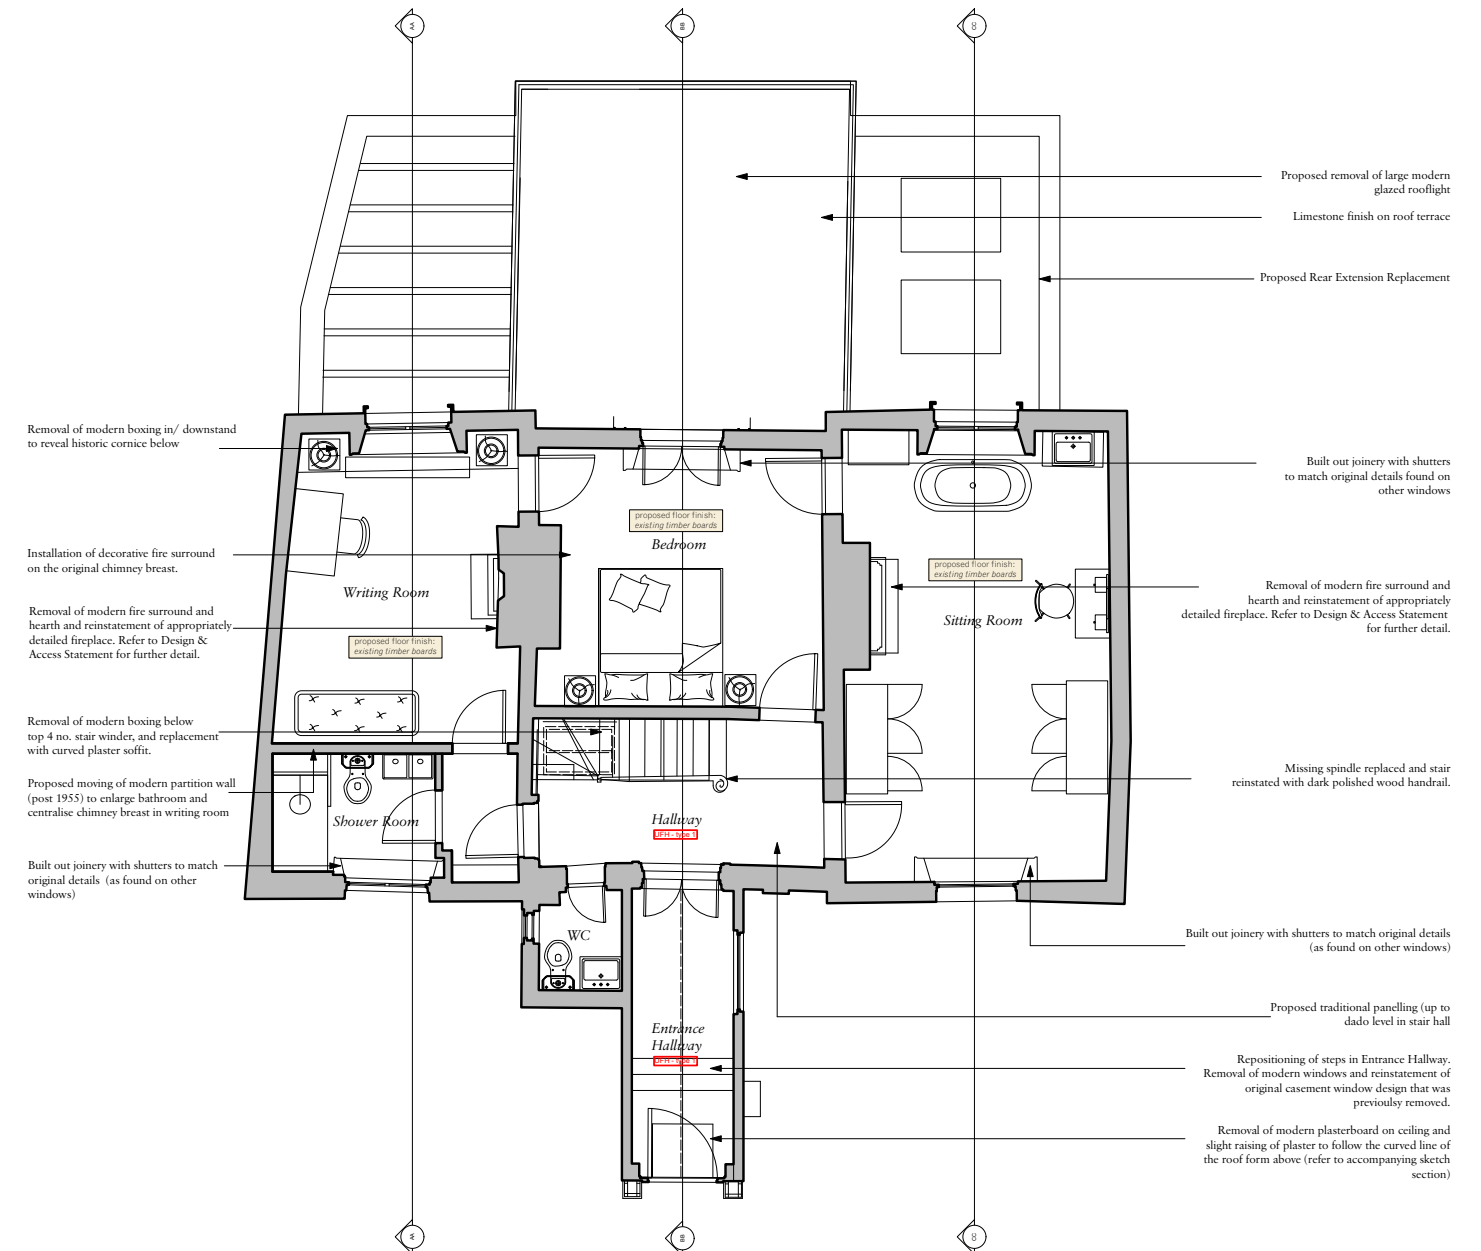 AA
BB
CC
Proposed removal of large modern
glazed rooflight
Limestone finish on roof terrace
Proposed Rear Extension Replacement
Removal of modern boxing in/ downstand
to reveal historic cornice below
Built out joinery with shutters
to match original details found on
other windows
proposed floor finish:
existing timber boards
Bedroom
Installation of decorative fire surround
on the original chimney breast.
proposed floor finish:
existing timber boards
Sitting Room
Writing Room
proposed floor finish:
existing timber boards
Removal of modern fire surround and
hearth and reinstatement of appropriately
detailed fireplace. Refer to Design &
Access Statement for further detail.
Removal of modern fire surround and
hearth and reinstatement of appropriately
detailed fireplace. Refer to Design & Access Statement
for further detail.
Removal of modern boxing below
top 4 no. stair winder, and replacement
with curved plaster soffit.
Missing spindle replaced and stair
reinstated with dark polished wood handrail.
Proposed moving of modern partition wall
(post 1955) to enlarge bathroom and
centralise chimney breast in writing room
Shower Room
Hallway
UFH - type 1
Built out joinery with shutters to match
original details  (as found on other
windows)
WC
Built out joinery with shutters to match original details
(as found on other windows)
Proposed traditional panelling (up to
dado level in stair hall
Entrance
Hallway
UFH - type 1
Repositioning of steps in Entrance Hallway.
Removal of modern windows and reinstatement of
original casement window design that was
previoulsy removed.
Removal of modern plasterboard on ceiling and
slight raising of plaster to follow the curved line of
the roof form above (refer to accompanying sketch
section)
AA
BB
CC